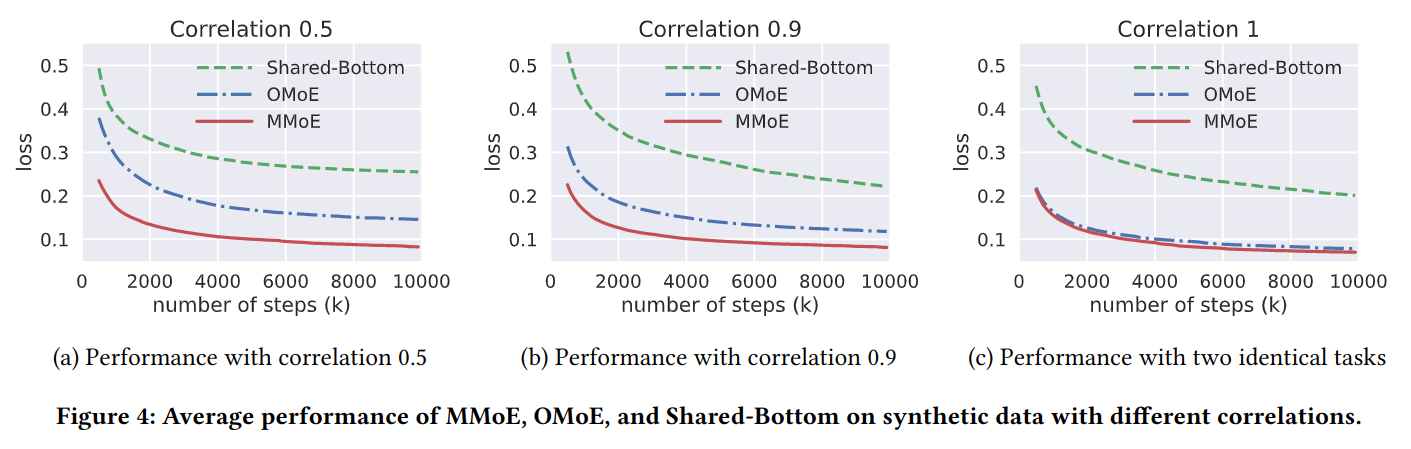 Correlation 0.5
Shared-Bottom
OMoE
MMoE
loss
0.5
0.4
0.3
0.2
0.1
0 2000 4000 6000 8000 10000
number of steps (k)
(a) Performance with correlation 0.5
Correlation 0.9
Shared-Bottom
OMoE
MMoE
loss
0.5
0.4
0.3
0.2
0.1
0 2000 4000 6000 8000 10000
number of steps (k)
(b) Performance with correlation 0.9
Correlation 1
Shared-Bottom
OMoE
MMoE
loss
0.5
0.4
0.3
0.2
0.1
0 2000 4000 6000 8000 10000
number of steps (k)
(c) Performance with two identical tasks
Figure 4: Average performance of MMoE, OMoE, and Shared-Bottom on synthetic data with different correlations.